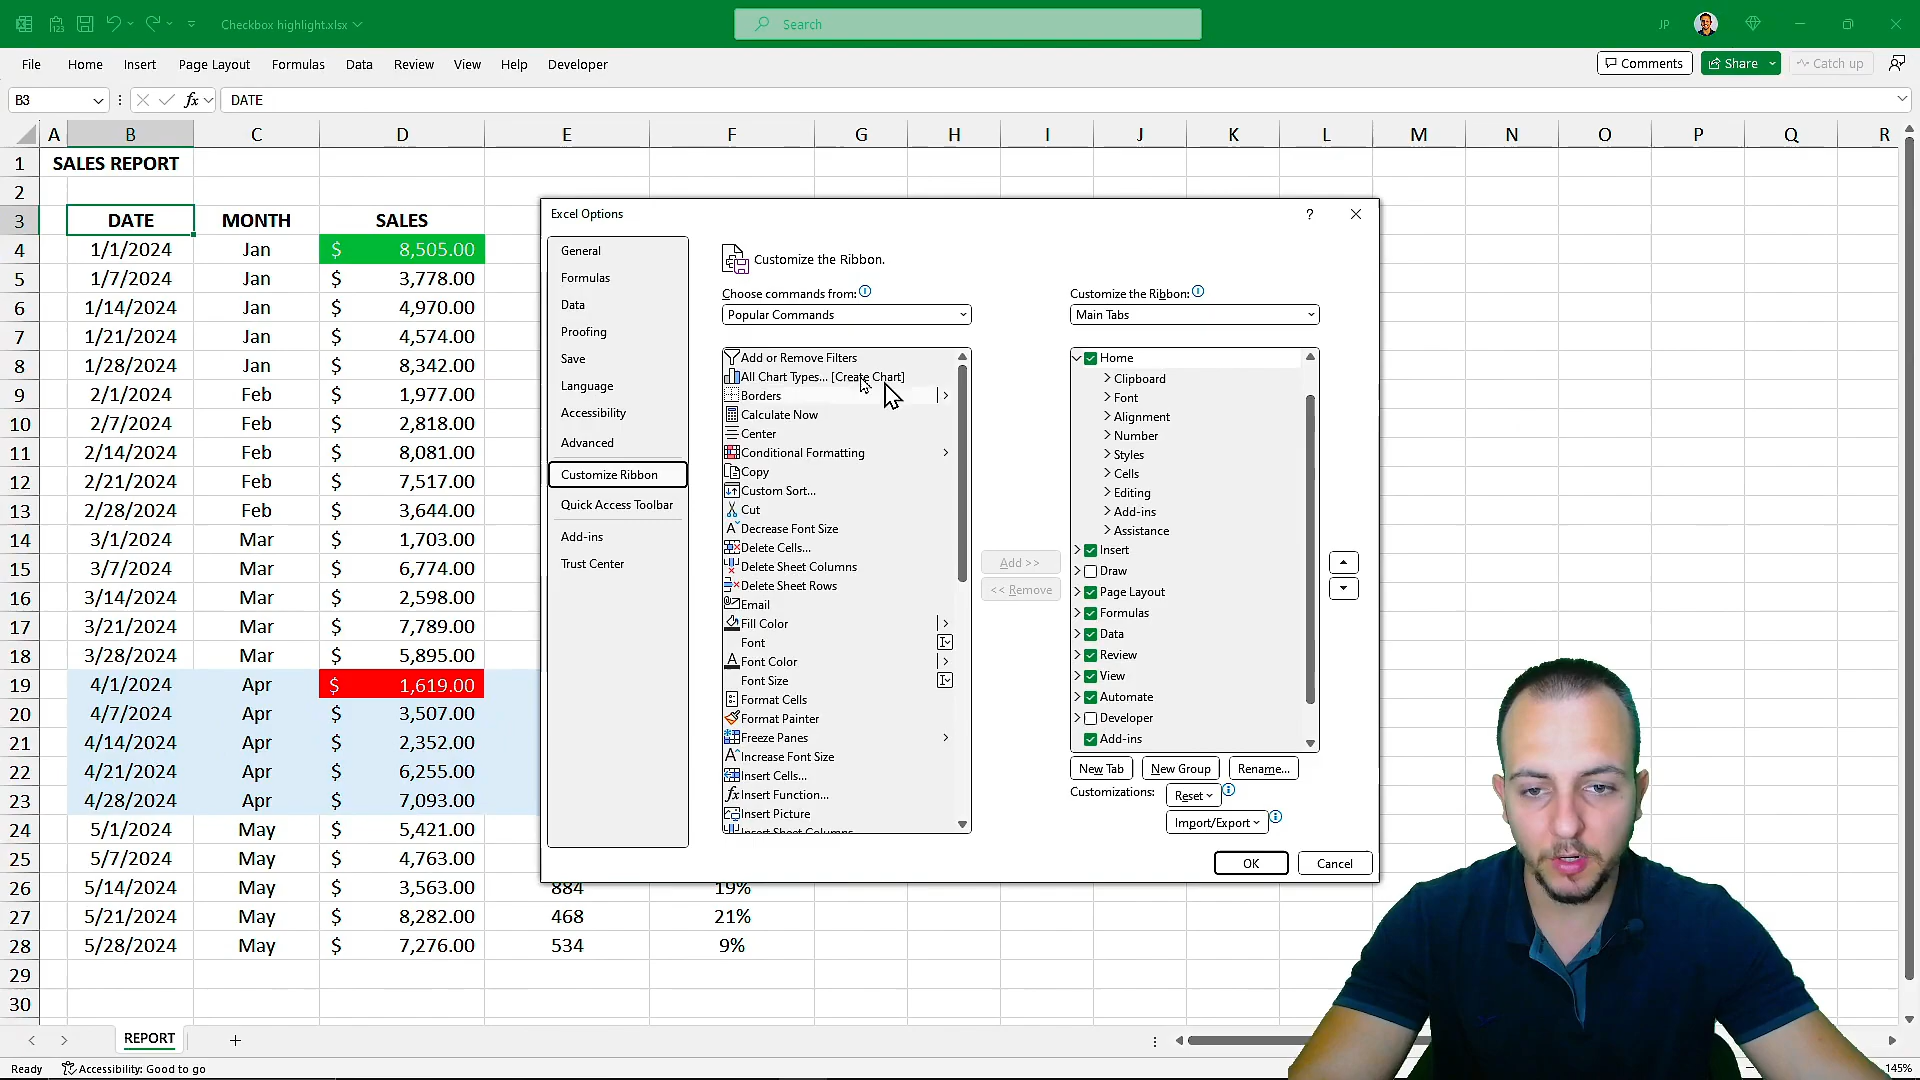 Checkbox highlight.xlsx
Search
JP
File Home Insert Page Layout Formulas Data Review View Help Developer
Comments Share Catch up
B3 fx DATE
A B C D E F G H I J K L M N O P Q R
1 SALES REPORT
2
3 DATE MONTH SALES
4 1/1/2024 Jan $ 8,505.00
5 1/7/2024 Jan $ 3,778.00
6 1/14/2024 Jan $ 4,970.00
7 1/21/2024 Jan $ 4,574.00
8 1/28/2024 Jan $ 8,342.00
9 2/1/2024 Feb $ 1,977.00
10 2/7/2024 Feb $ 2,818.00
11 2/14/2024 Feb $ 8,081.00
12 2/21/2024 Feb $ 7,517.00
13 2/28/2024 Feb $ 3,644.00
14 3/1/2024 Mar $ 1,703.00
15 3/7/2024 Mar $ 6,774.00
16 3/14/2024 Mar $ 2,598.00
17 3/21/2024 Mar $ 7,789.00
18 3/28/2024 Mar $ 5,895.00
19 4/1/2024 Apr $ 1,619.00
20 4/7/2024 Apr $ 3,507.00
21 4/14/2024 Apr $ 2,352.00
22 4/21/2024 Apr $ 6,255.00
23 4/28/2024 Apr $ 7,093.00
24 5/1/2024 May $ 5,421.00
25 5/7/2024 May $ 4,763.00
26 5/14/2024 May $ 3,563.00 884 19%
27 5/21/2024 May $ 8,282.00 468 21%
28 5/28/2024 May $ 7,276.00 534 9%
29
30
Excel Options
?
General
Formulas
Data
Proofing
Save
Language
Accessibility
Advanced
Customize Ribbon
Quick Access Toolbar
Add-ins
Trust Center
Customize the Ribbon.
Choose commands from:
Popular Commands
Add or Remove Filters
All Chart Types... [Create Chart]
Borders
Calculate Now
Center
Conditional Formatting
Copy
Custom Sort...
Cut
Decrease Font Size
Delete Cells...
Delete Sheet Columns
Delete Sheet Rows
Email
Fill Color
Font
Font Color
Font Size
Format Cells
Format Painter
Freeze Panes
Increase Font Size
Insert Cells...
Insert Function...
Insert Picture
Insert Sheet Columns
Add >>
<< Remove
Customize the Ribbon:
Main Tabs
Home
Clipboard
Font
Alignment
Number
Styles
Cells
Editing
Add-ins
Assistance
Insert
Draw
Page Layout
Formulas
Data
Review
View
Automate
Developer
Add-ins
New Tab New Group Rename...
Customizations: Reset
Import/Export
OK Cancel
REPORT
Ready Accessibility: Good to go 145%